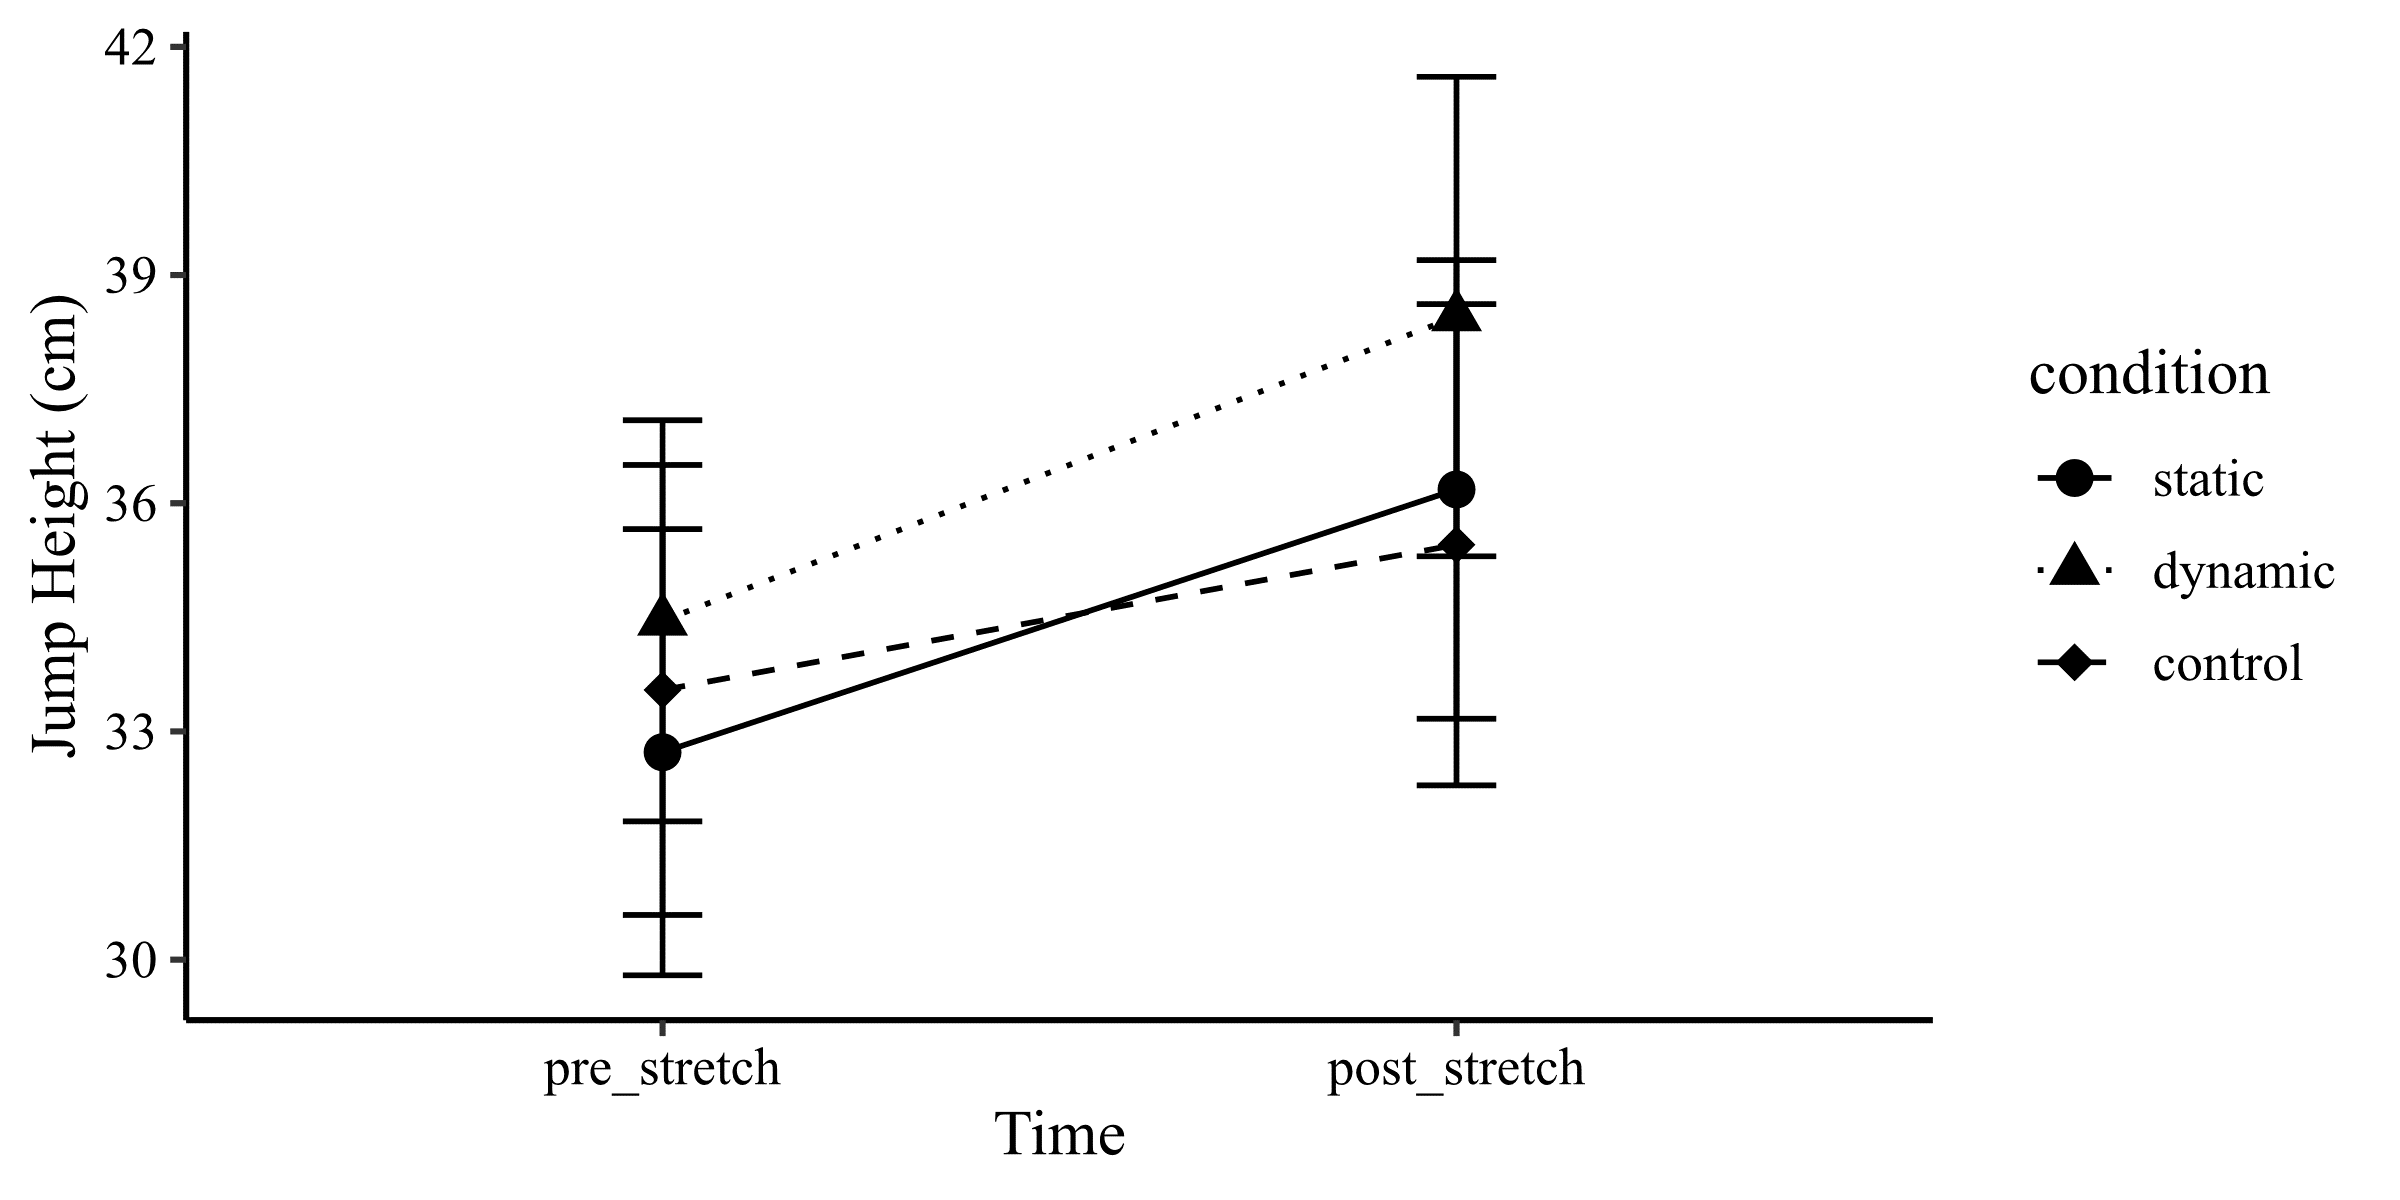 Jump Height (cm)
42
39
36
33
30
pre_stretch
post_stretch
Time
condition
static
dynamic
control